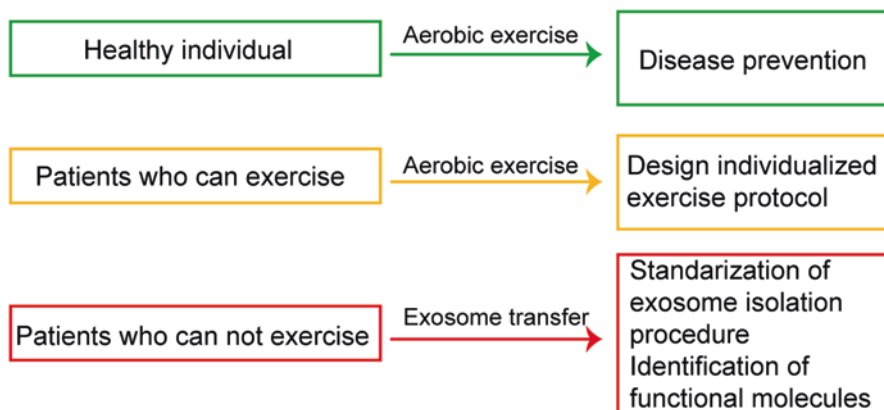 Healthy individual
Aerobic exercise
Disease prevention
Patients who can exercise
Aerobic exercise
Design individualized
exercise protocol
Patients who can not exercise
Exosome transfer
Standarization of
exosome isolation
procedure
Identification of
functional molecules